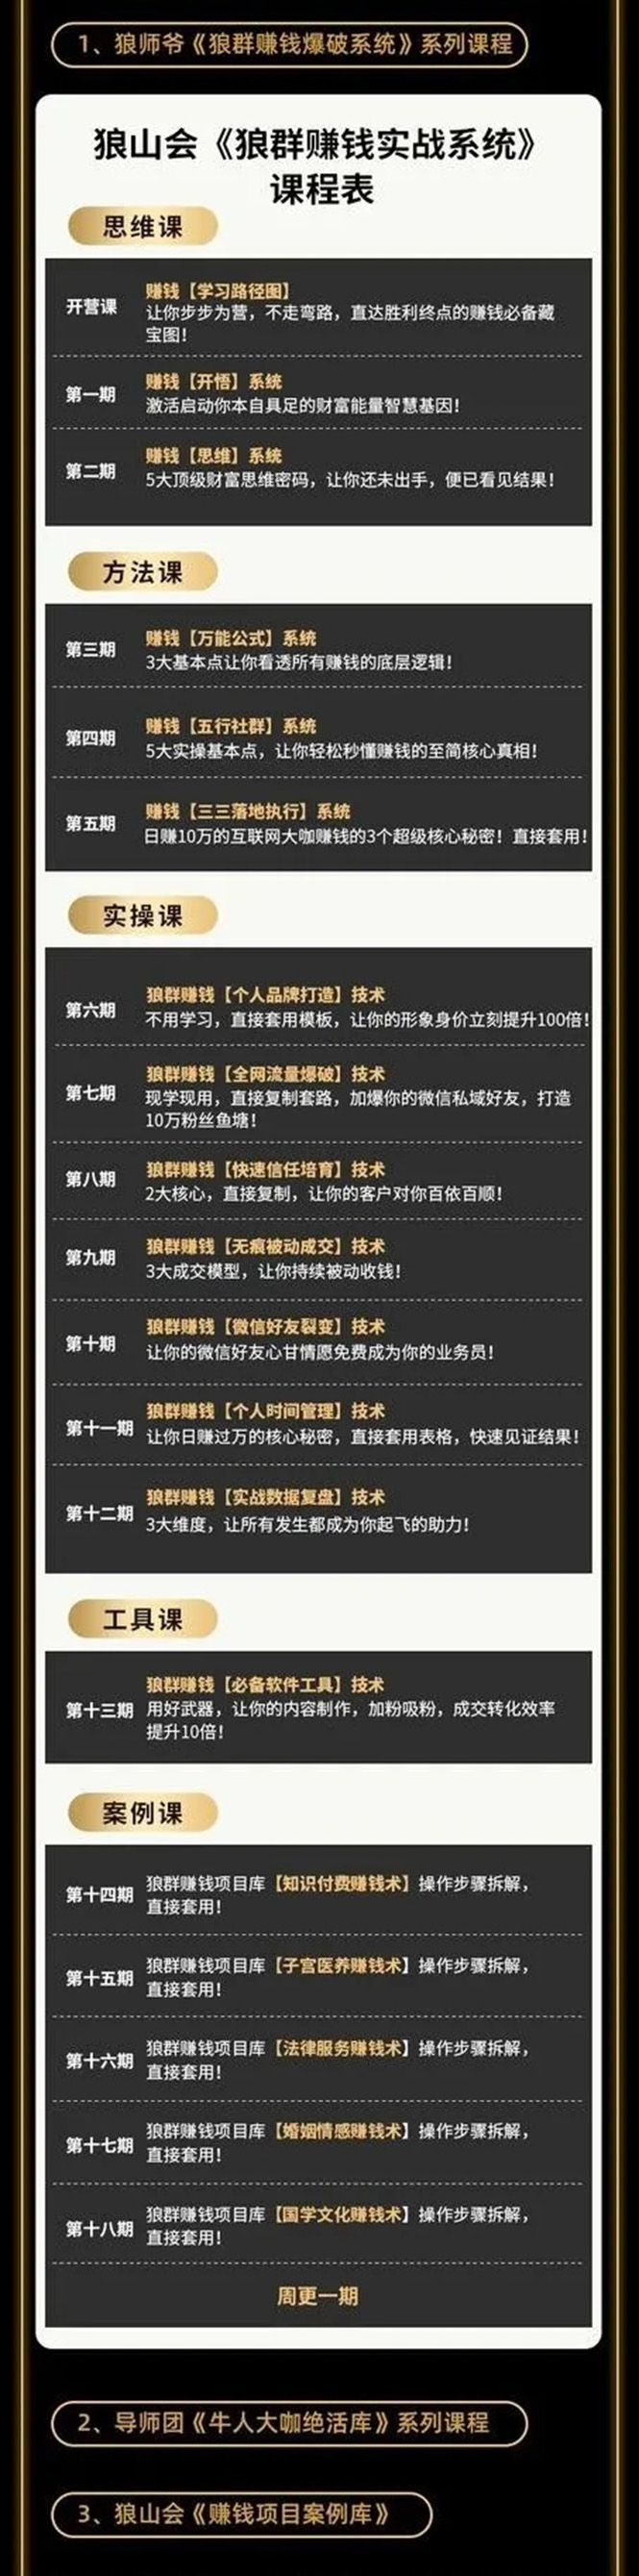 1、狼师爷《狼群赚钱爆破系统》系列课程
狼山会《狼群赚钱实战系统》
课程表
思维课
开营课
赚钱【学习路径图】
让你步步为营，不走弯路，直达胜利终点的赚钱必备藏
宝图！
第一期
赚钱【开悟】系统
激活启动你本自具足的财富能量智慧基因！
第二期
赚钱【思维】系统
5大顶级财富思维密码，让你还未出手，便已看见结果！
方法课
第三期
赚钱【万能公式】系统
3大基本点让你看透所有赚钱的底层逻辑！
第四期
赚钱【五行社群】系统
5大实操基本点，让你轻松秒懂赚钱的至简核心真相！
第五期
赚钱【三三落地执行】系统
日赚10万的互联网大咖赚钱的3个超级核心秘密！直接套用！
实操课
第六期
狼群赚钱【个人品牌打造】技术
不用学习，直接套用模板，让你的形象身价立刻提升100倍！
第七期
狼群赚钱【全网流量爆破】技术
现学现用，直接复制套路，加爆你的微信私域好友，打造
10万粉丝鱼塘！
第八期
狼群赚钱【快速信任培育】技术
2大核心，直接复制，让你的客户对你百依百顺！
第九期
狼群赚钱【无痕被动成交】技术
3大成交模型，让你持续被动收钱！
第十期
狼群赚钱【微信好友裂变】技术
让你的微信好友心甘情愿免费成为你的业务员！
第十一期
狼群赚钱【个人时间管理】技术
让你日赚过万的核心秘密，直接套用表格，快速见证结果！
第十二期
狼群赚钱【实战数据复盘】技术
3大维度，让所有发生都成为你起飞的助力！
工具课
第十三期
狼群赚钱【必备软件工具】技术
用好武器，让你的内容制作，加粉吸粉，成交转化效率
提升10倍！
案例课
第十四期
狼群赚钱项目库【知识付费赚钱术】操作步骤拆解，
直接套用！
第十五期
狼群赚钱项目库【子宫医养赚钱术】操作步骤拆解，
直接套用！
第十六期
狼群赚钱项目库【法律服务赚钱术】操作步骤拆解，
直接套用！
第十七期
狼群赚钱项目库【婚姻情感赚钱术】操作步骤拆解，
直接套用！
第十八期
狼群赚钱项目库【国学文化赚钱术】操作步骤拆解，
直接套用！
周更一期
2、导师团《牛人大咖绝活库》系列课程
3、狼山会《赚钱项目案例库》